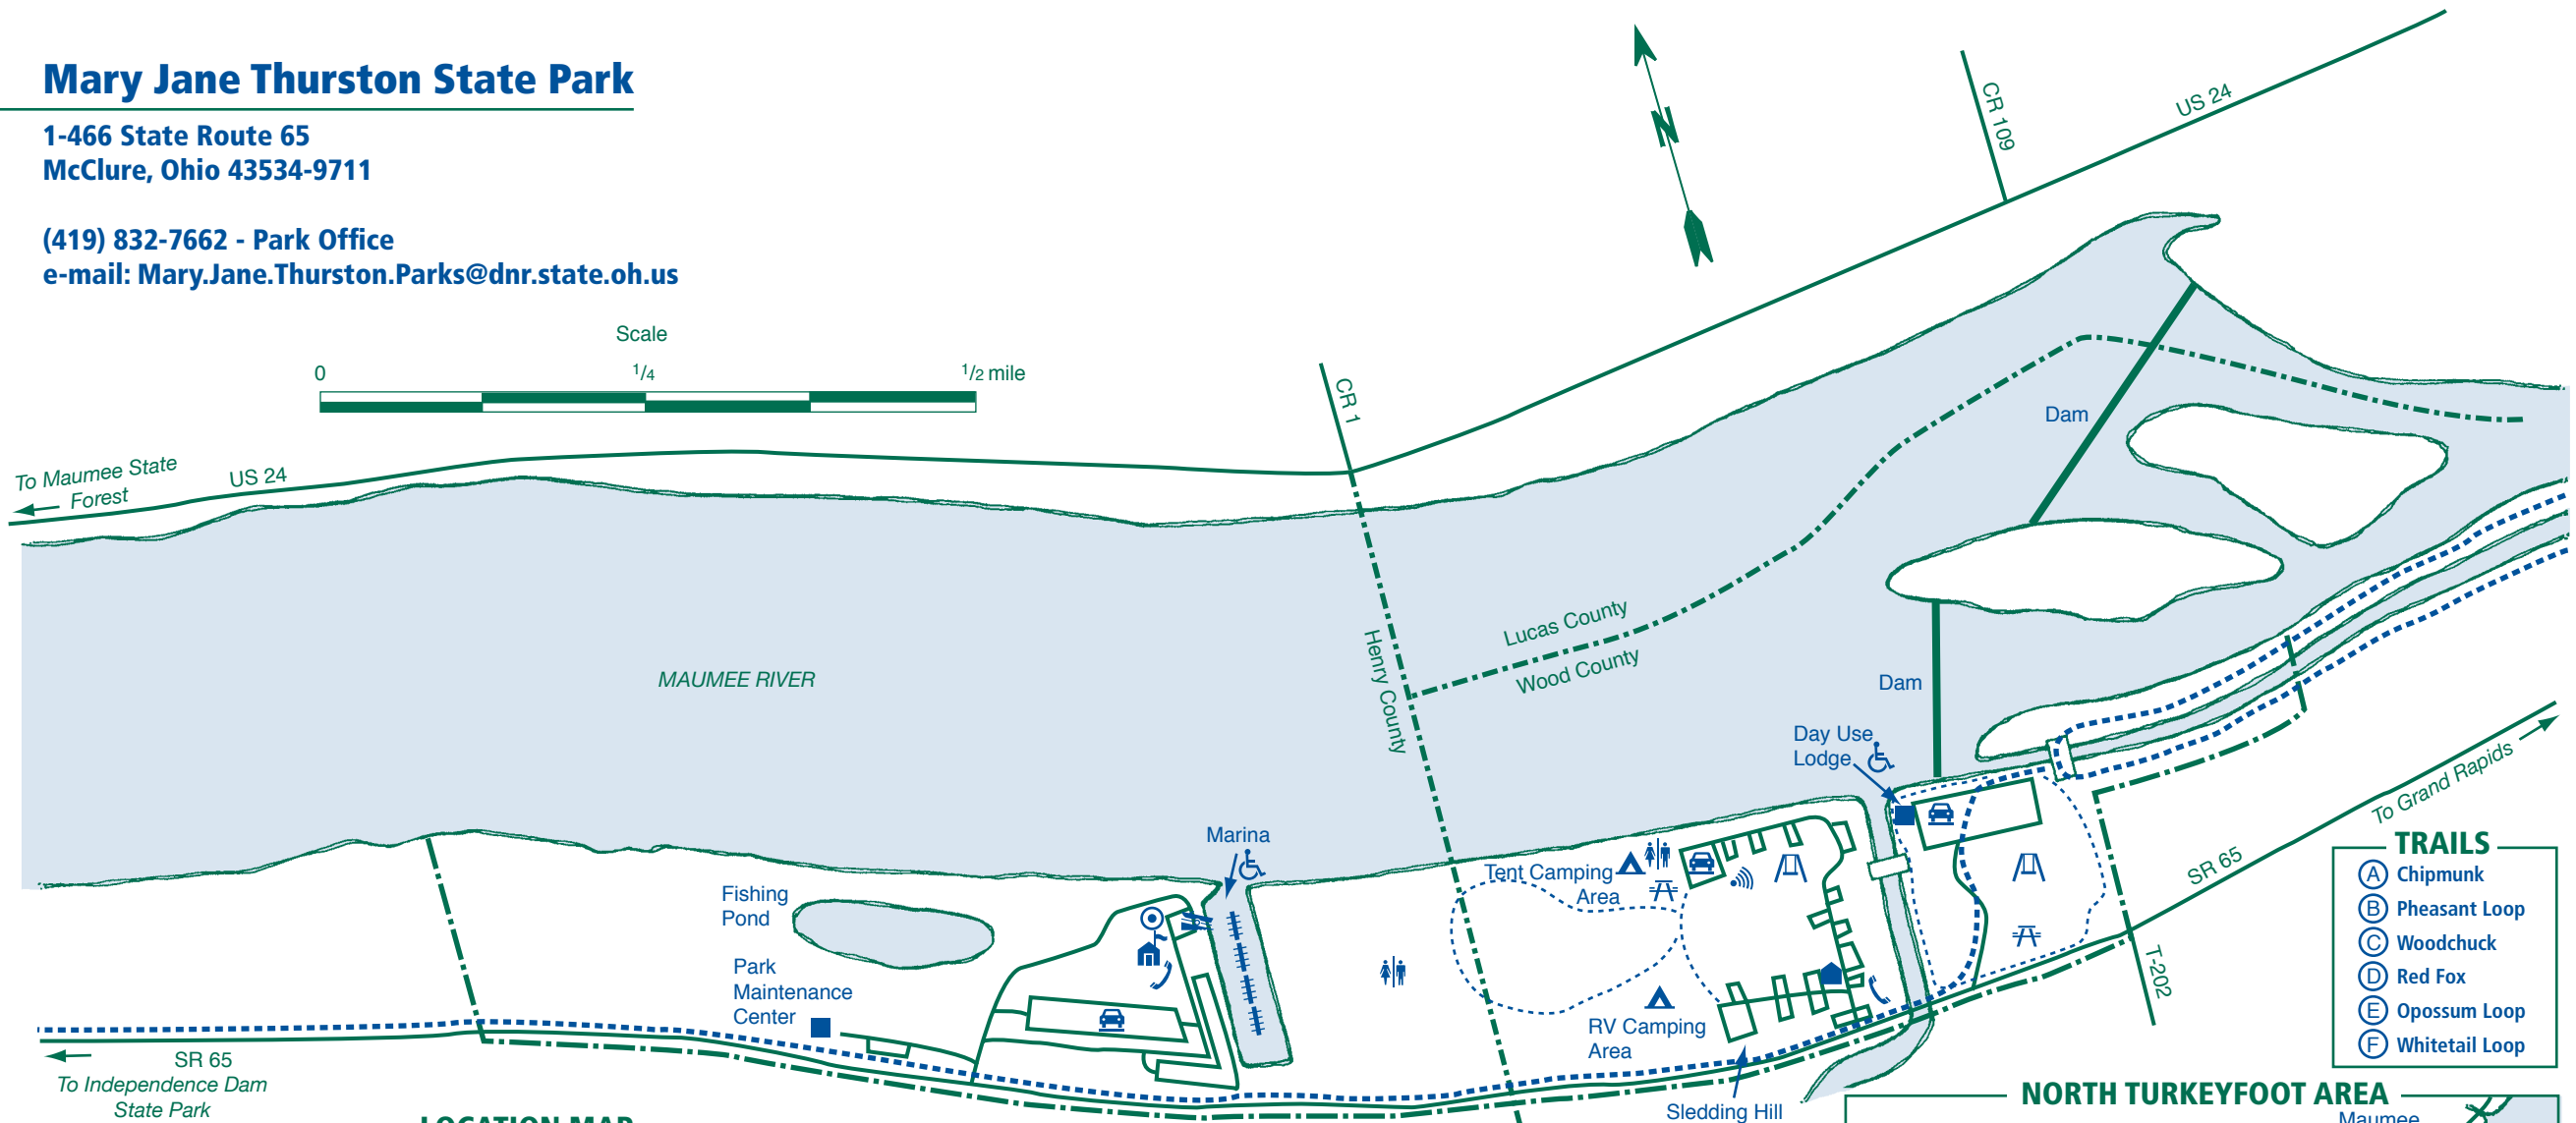 Mary Jane Thurston State Park
1-466 State Route 65
McClure, Ohio 43534-9711
(419) 832-7662 - Park Office
e-mail: Mary.Jane.Thurston.Parks@dnr.state.oh.us
Scale
0 1/4 1/2 mile
N
CR 109
US 24
CR 1
To Maumee State
Forest
US 24
Dam
Lucas County
Wood County
Henry County
MAUMEE RIVER
Dam
Day Use
Lodge
To Grand Rapids
SR 65
T-202
Marina
Fishing
Pond
Park
Maintenance
Center
Tent Camping
Area
RV Camping
Area
Sledding Hill
SR 65
To Independence Dam
State Park
TRAILS
A Chipmunk
B Pheasant Loop
C Woodchuck
D Red Fox
E Opossum Loop
F Whitetail Loop
NORTH TURKEYFOOT AREA
Maumee
LOCATION MAP